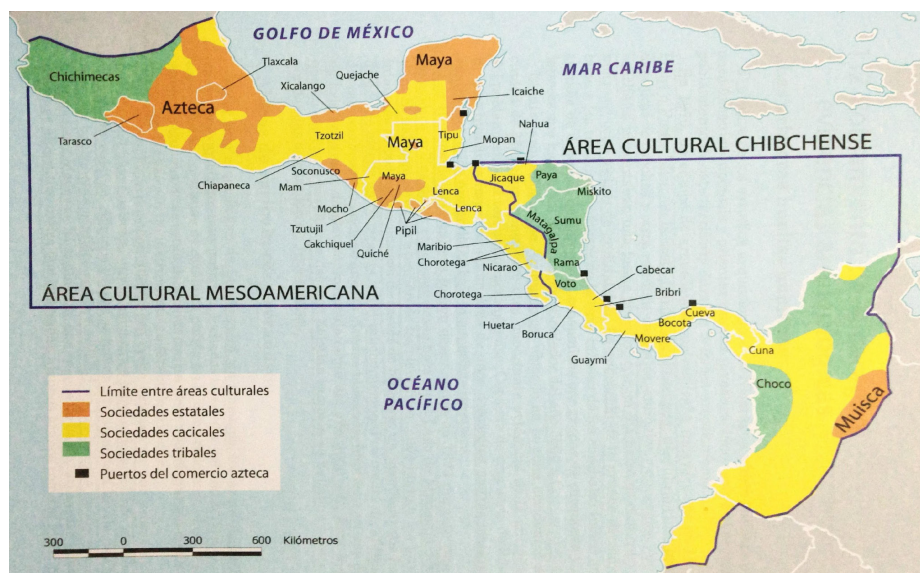 GOLFO DE MÉXICO
MAR CARIBE
Chichimecas
Tlaxcala
Azteca
Tarasco
Xicalango
Quejache
Maya
Icaiche
Tzotzil
Maya
Tipu
Mopan
Nahua
ÁREA CULTURAL CHIBCHENSE
Chiapaneca
Soconusco
Mam
Maya
Mocho
Tzutujil
Cakchiquel
Quiché
Pipil
Lenca
Lenca
Jicaque
Paya
Miskito
Matagalpa
Sumu
Maribio
Chorotega
Nicarao
Rama
Voto
Chorotega
Cabecar
Bribri
Huetar
Boruca
Guaymi
Movere
Bocota
Cueva
Cuna
Choco
Muisca
ÁREA CULTURAL MESOAMERICANA
OCÉANO
PACÍFICO
Límite entre áreas culturales
Sociedades estatales
Sociedades cacicales
Sociedades tribales
Puertos del comercio azteca
300 0 300 600 Kilómetros